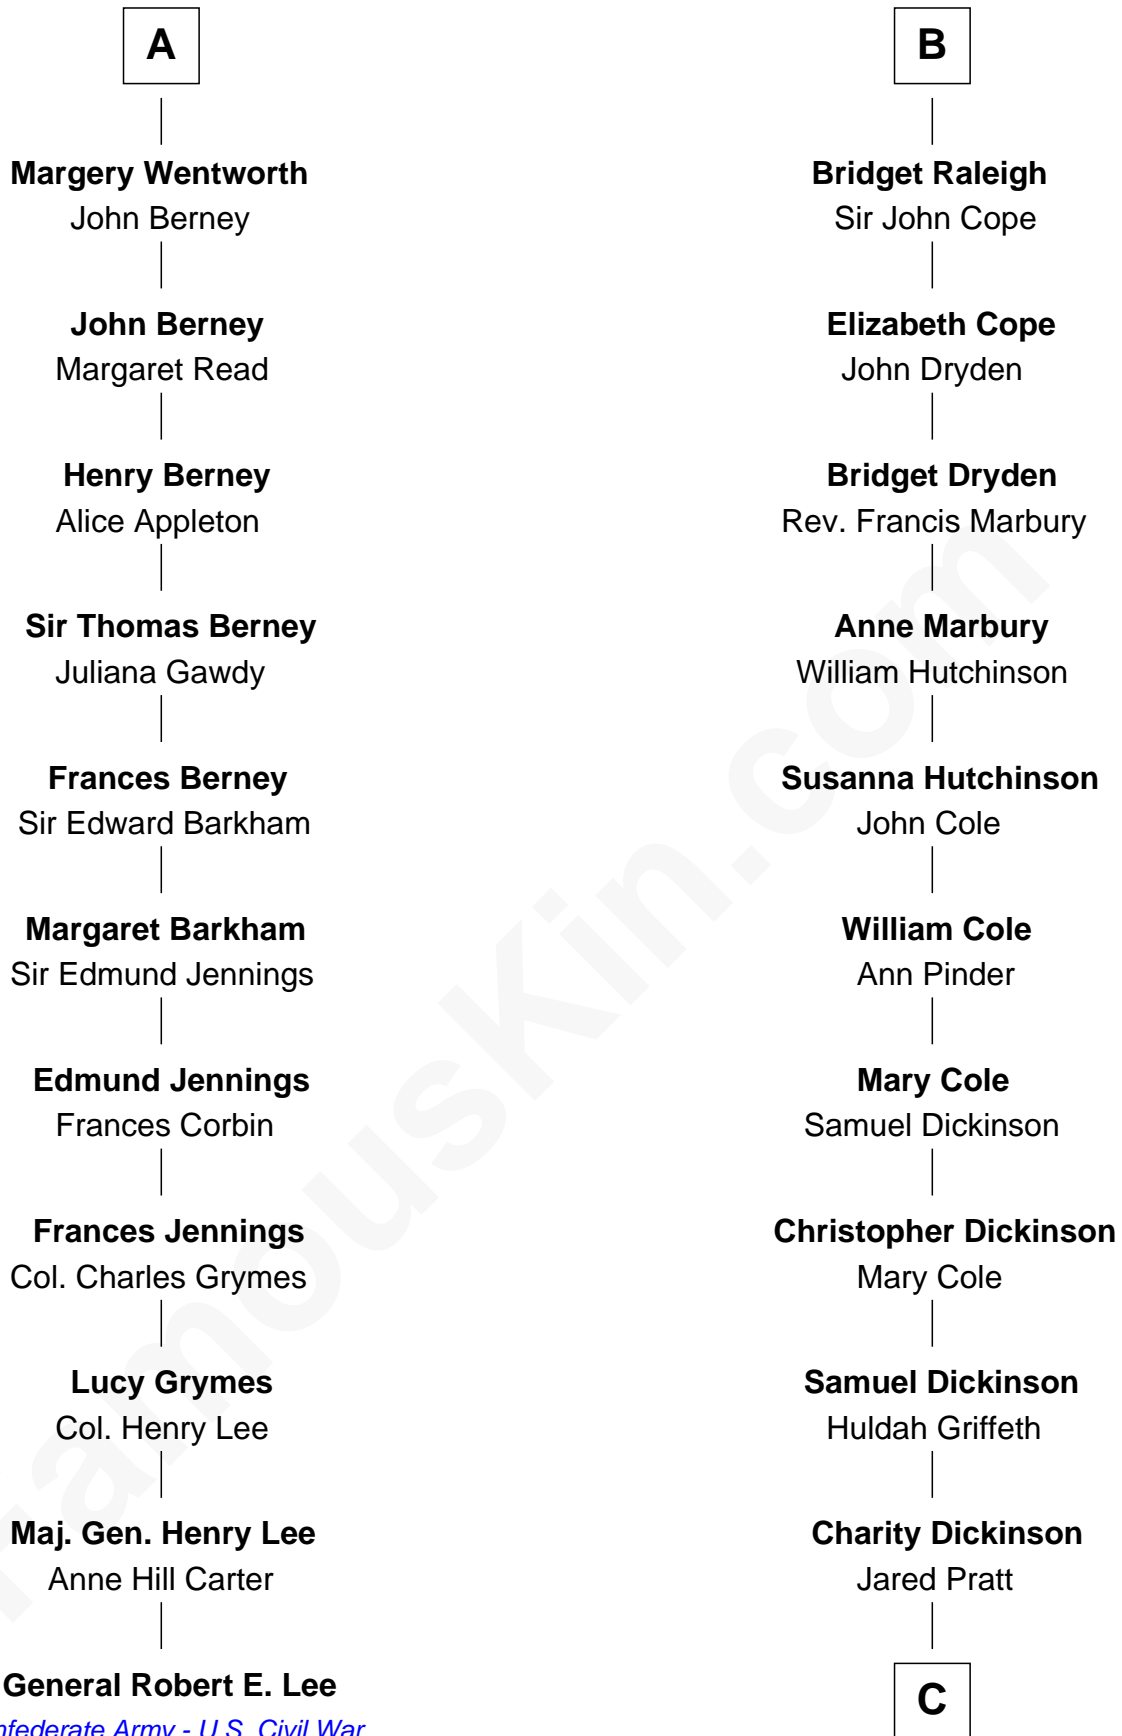 A
Margery Wentworth
John Berney
John Berney
Margaret Read
Henry Berney
Alice Appleton
Sir Thomas Berney
Juliana Gawdy
Frances Berney
Sir Edward Barkham
Margaret Barkham
Sir Edmund Jennings
Edmund Jennings
Frances Corbin
Frances Jennings
Col. Charles Grymes
Lucy Grymes
Col. Henry Lee
Maj. Gen. Henry Lee
Anne Hill Carter
General Robert E. Lee
nfederate Army - U.S. Civil War
B
Bridget Raleigh
Sir John Cope
Elizabeth Cope
John Dryden
Bridget Dryden
Rev. Francis Marbury
Anne Marbury
William Hutchinson
Susanna Hutchinson
John Cole
William Cole
Ann Pinder
Mary Cole
Samuel Dickinson
Christopher Dickinson
Mary Cole
Samuel Dickinson
Huldah Griffeth
Charity Dickinson
Jared Pratt
C
FamousKin.com